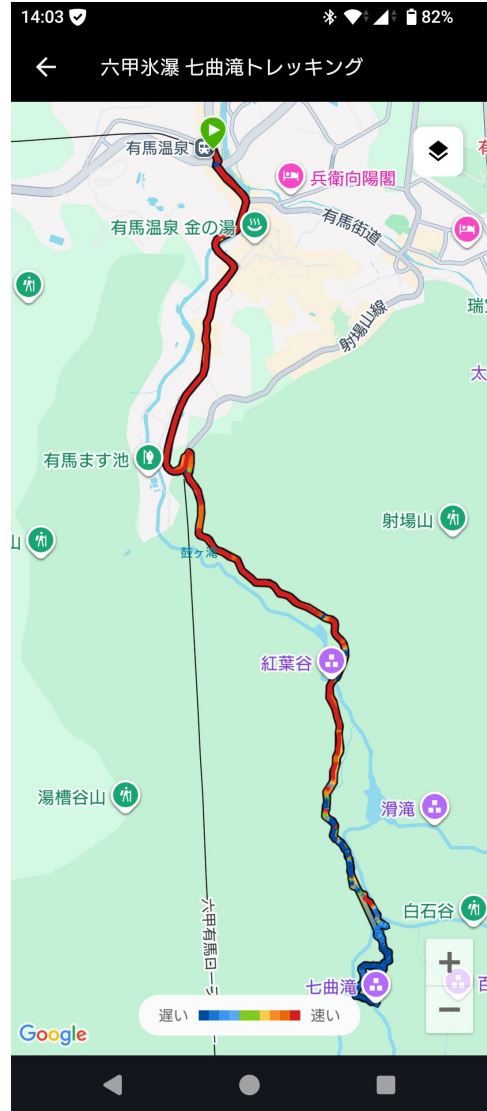 14:03
82%
六甲氷瀑 七曲滝トレッキング
有馬温泉
有
兵衛向陽閣
有馬温泉 金の湯
有馬街道
瑞宝
射場山線
太
有馬ます池
射場山
山
鼓ヶ滝
紅葉谷
湯槽谷山
滑滝
六甲有馬ロー
白石谷
七曲滝
百
遅い
速い
Google